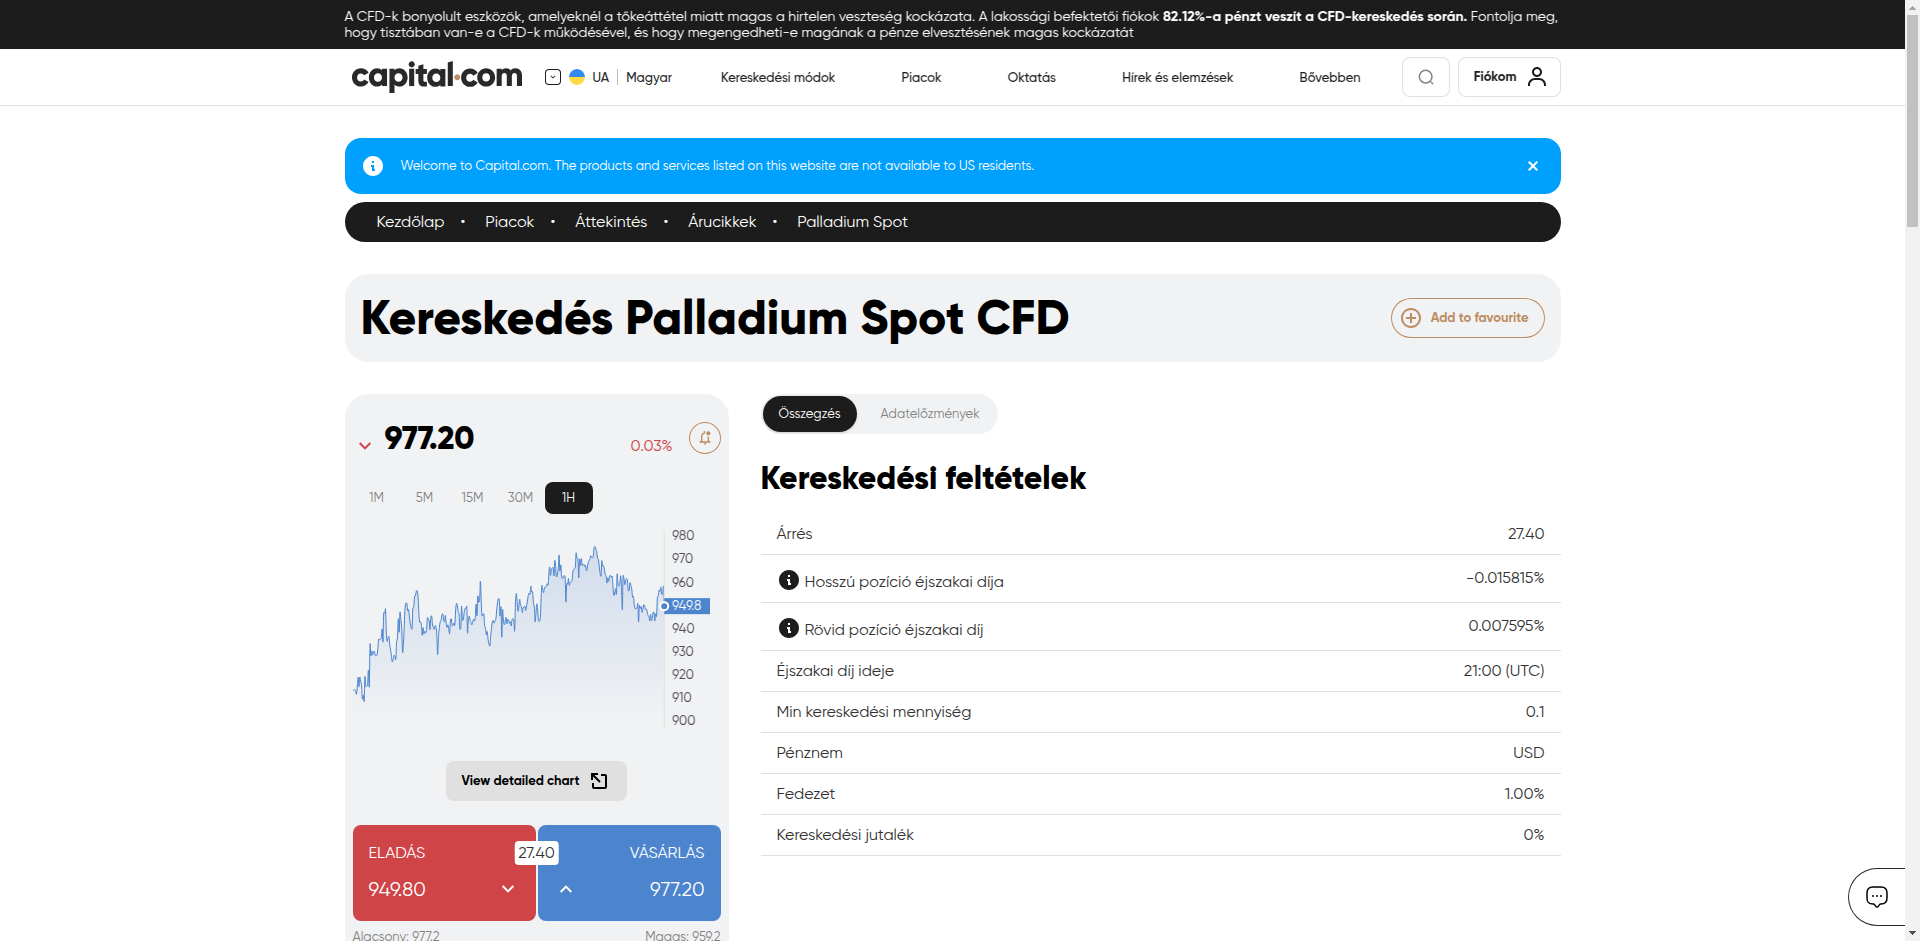 A CFD-k bonyolult eszközök, amelyeknél a tőkeáttétel miatt magas a hirtelen veszteség kockázata. A lakossági befektetői fiókok 82.12%-a pénzt veszít a CFD-kereskedés során. Fontolja meg,
hogy tisztában van-e a CFD-k működésével, és hogy megengedheti-e magának a pénze elvesztésének magas kockázatát
capital.com UA Magyar Kereskedési módok Piacok Oktatás Hírek és elemzések Bővebben Fiókom
Welcome to Capital.com. The products and services listed on this website are not available to US residents.
Kezdőlap • Piacok • Áttekintés • Árucikkek • Palladium Spot
Kereskedés Palladium Spot CFD
Add to favourite
977.20 0.03%
1M 5M 15M 30M 1H
980
970
960
949.8
940
930
920
910
900
View detailed chart
ELADÁS 27.40 VÁSÁRLÁS
949.80 977.20
Alacsony: 977.2 Magas: 959.2
Összegzés Adatelőzmények
Kereskedési feltételek
Árrés 27.40
Hosszú pozíció éjszakai díja -0.015815%
Rövid pozíció éjszakai díj 0.007595%
Éjszakai díj ideje 21:00 (UTC)
Min kereskedési mennyiség 0.1
Pénznem USD
Fedezet 1.00%
Kereskedési jutalék 0%